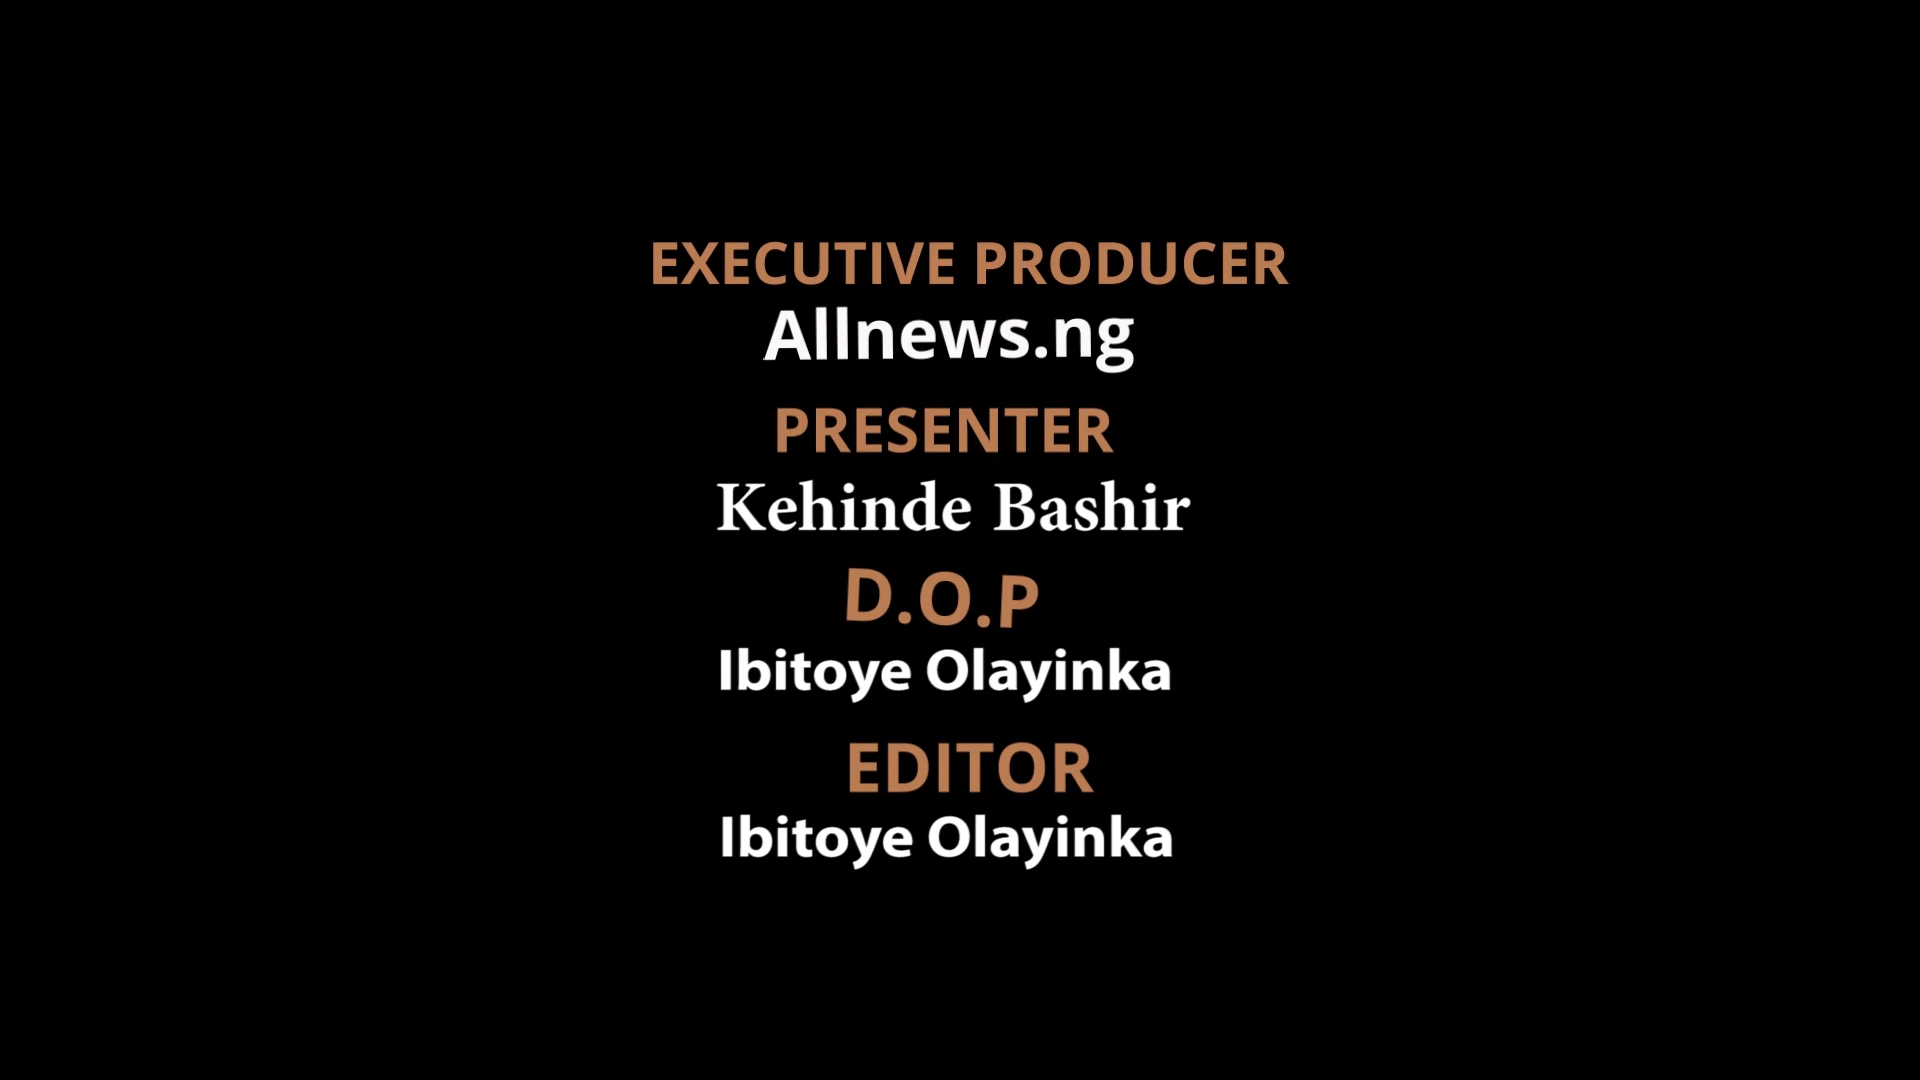 EXECUTIVE PRODUCER
Allnews.ng
PRESENTER
Kehinde Bashir
D.O.P
Ibitoye Olayinka
EDITOR
Ibitoye Olayinka